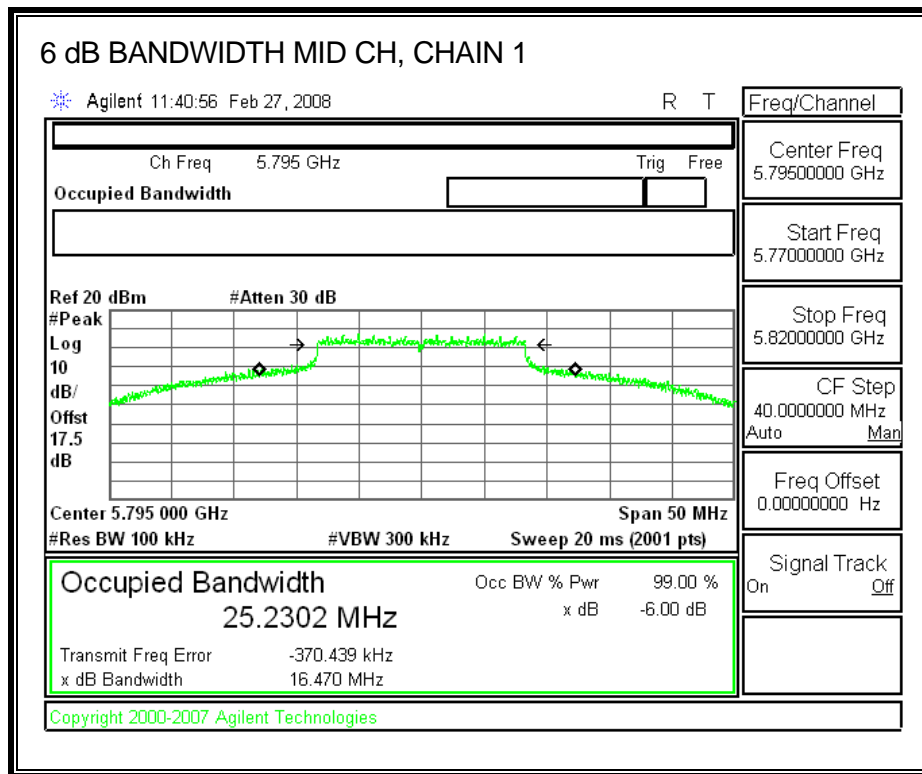 6 dB BANDWIDTH MID CH, CHAIN 1
Agilent 11:40:56 Feb 27, 2008 R T
Freq/Channel
Ch Freq 5.795 GHz Trig Free
Occupied Bandwidth
Center Freq
5.79500000 GHz
Start Freq
5.77000000 GHz
Stop Freq
5.82000000 GHz
CF Step
40.0000000 MHz
Auto Man
Freq Offset
0.00000000 Hz
Signal Track
On Off
Ref 20 dBm #Atten 30 dB
#Peak
Log
10
dB/
Offst
17.5
dB
Center 5.795 000 GHz Span 50 MHz
#Res BW 100 kHz #VBW 300 kHz Sweep 20 ms (2001 pts)
Occupied Bandwidth Occ BW % Pwr 99.00 %
25.2302 MHz x dB -6.00 dB
Transmit Freq Error -370.439 kHz
x dB Bandwidth 16.470 MHz
Copyright 2000-2007 Agilent Technologies